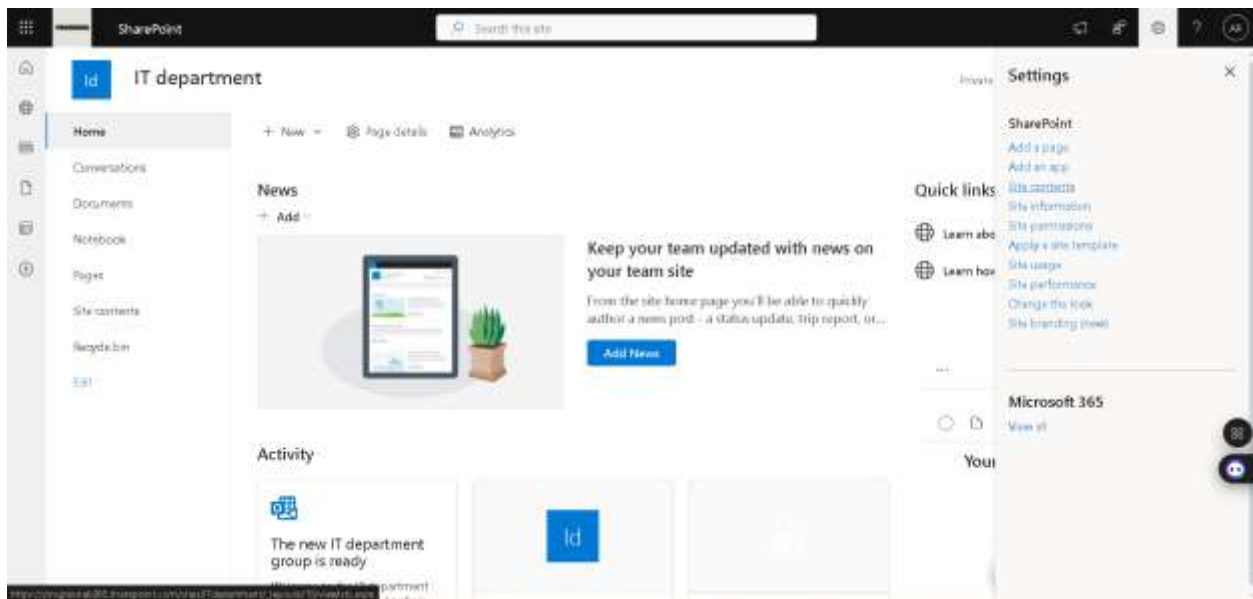 SharePoint
Search this site
?
AP
Id
IT department
Private
Home
Conversations
Documents
Notebook
Pages
Site contents
Recycle bin
Edit
+ New
Page details
Analytics
News
+ Add
Keep your team updated with news on
your team site
From the site home page you'll be able to quickly
author a news post – a status update, trip report, or...
Add News
Activity
The new IT department
group is ready
Id
Quick links
Learn abo
Learn how
...
Your
Settings
SharePoint
Add a page
Add an app
Site contents
Site information
Site permissions
Apply a site template
Site usage
Site performance
Change the look
Microsoft 365
View all